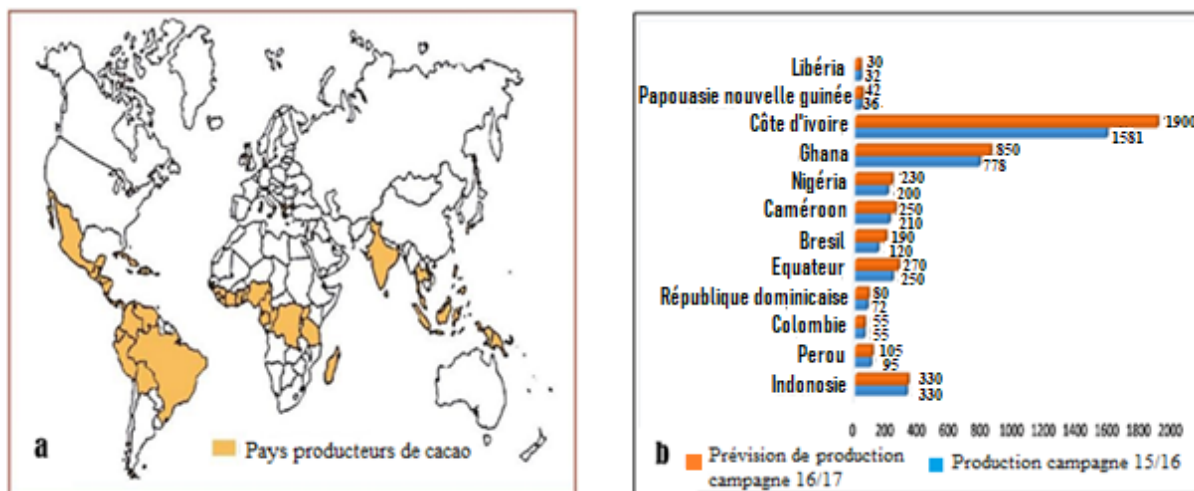 a
Pays producteurs de cacao
Libéria 30 32
Papouasie nouvelle guinée 42 36
Côte d'ivoire 1900 1581
Ghana 850 778
Nigéria 230 200
Caméroon 250 210
Bresil 190 120
Equateur 270 250
République dominicaise 80 72
Colombie 55 55
Perou 105 95
Indonosie 330 330
0 200 400 600 800 1000 1200 1400 1600 1800 2000
b
Prévision de production
campagne 16/17
Production campagne 15/16